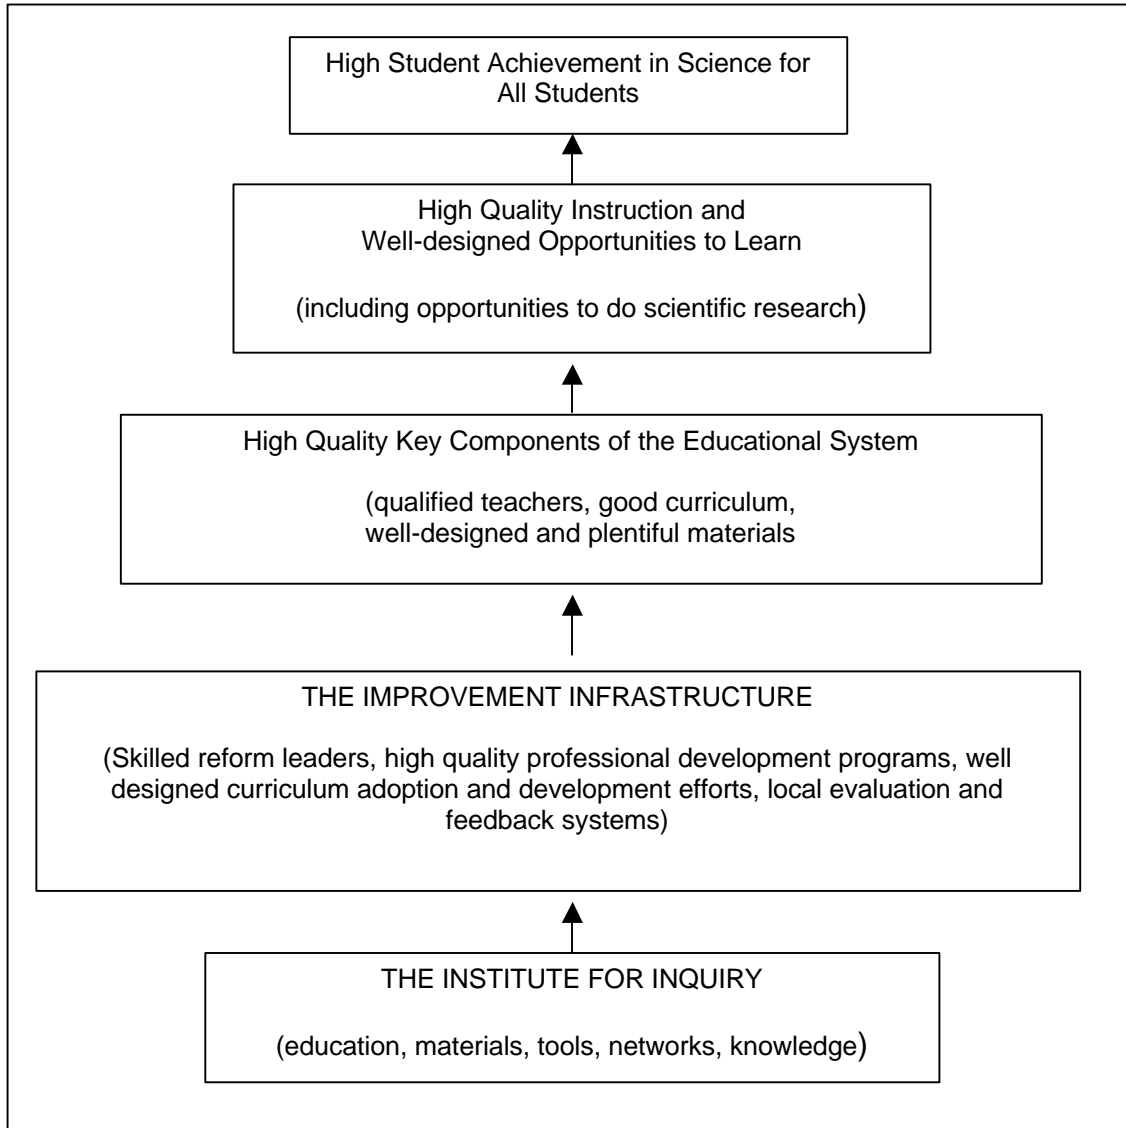 High Student Achievement in Science for
All Students
High Quality Instruction and
Well-designed Opportunities to Learn
(including opportunities to do scientific research)
High Quality Key Components of the Educational System
(qualified teachers, good curriculum,
well-designed and plentiful materials
THE IMPROVEMENT INFRASTRUCTURE
(Skilled reform leaders, high quality professional development programs, well
designed curriculum adoption and development efforts, local evaluation and
feedback systems)
THE INSTITUTE FOR INQUIRY
(education, materials, tools, networks, knowledge)